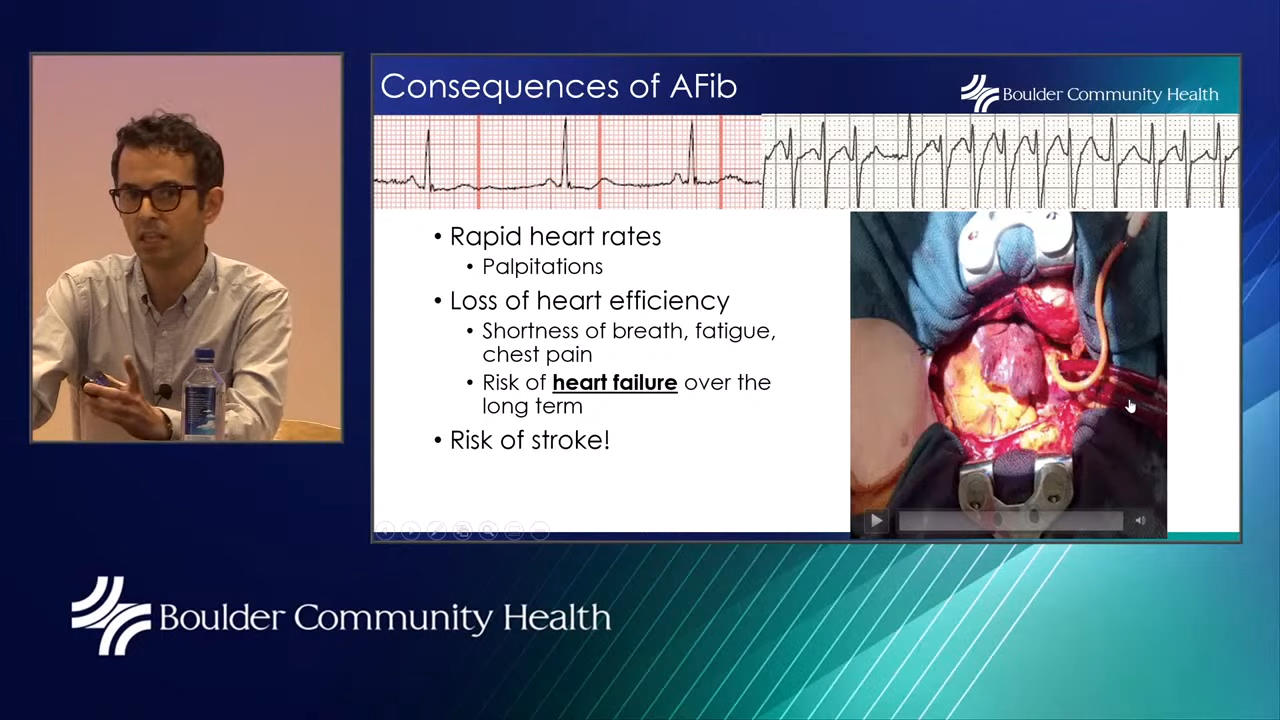 Consequences of AFib
Boulder Community Health
• Rapid heart rates
• Palpitations
• Loss of heart efficiency
• Shortness of breath, fatigue,
chest pain
• Risk of heart failure over the
long term
• Risk of stroke!
Boulder Community Health